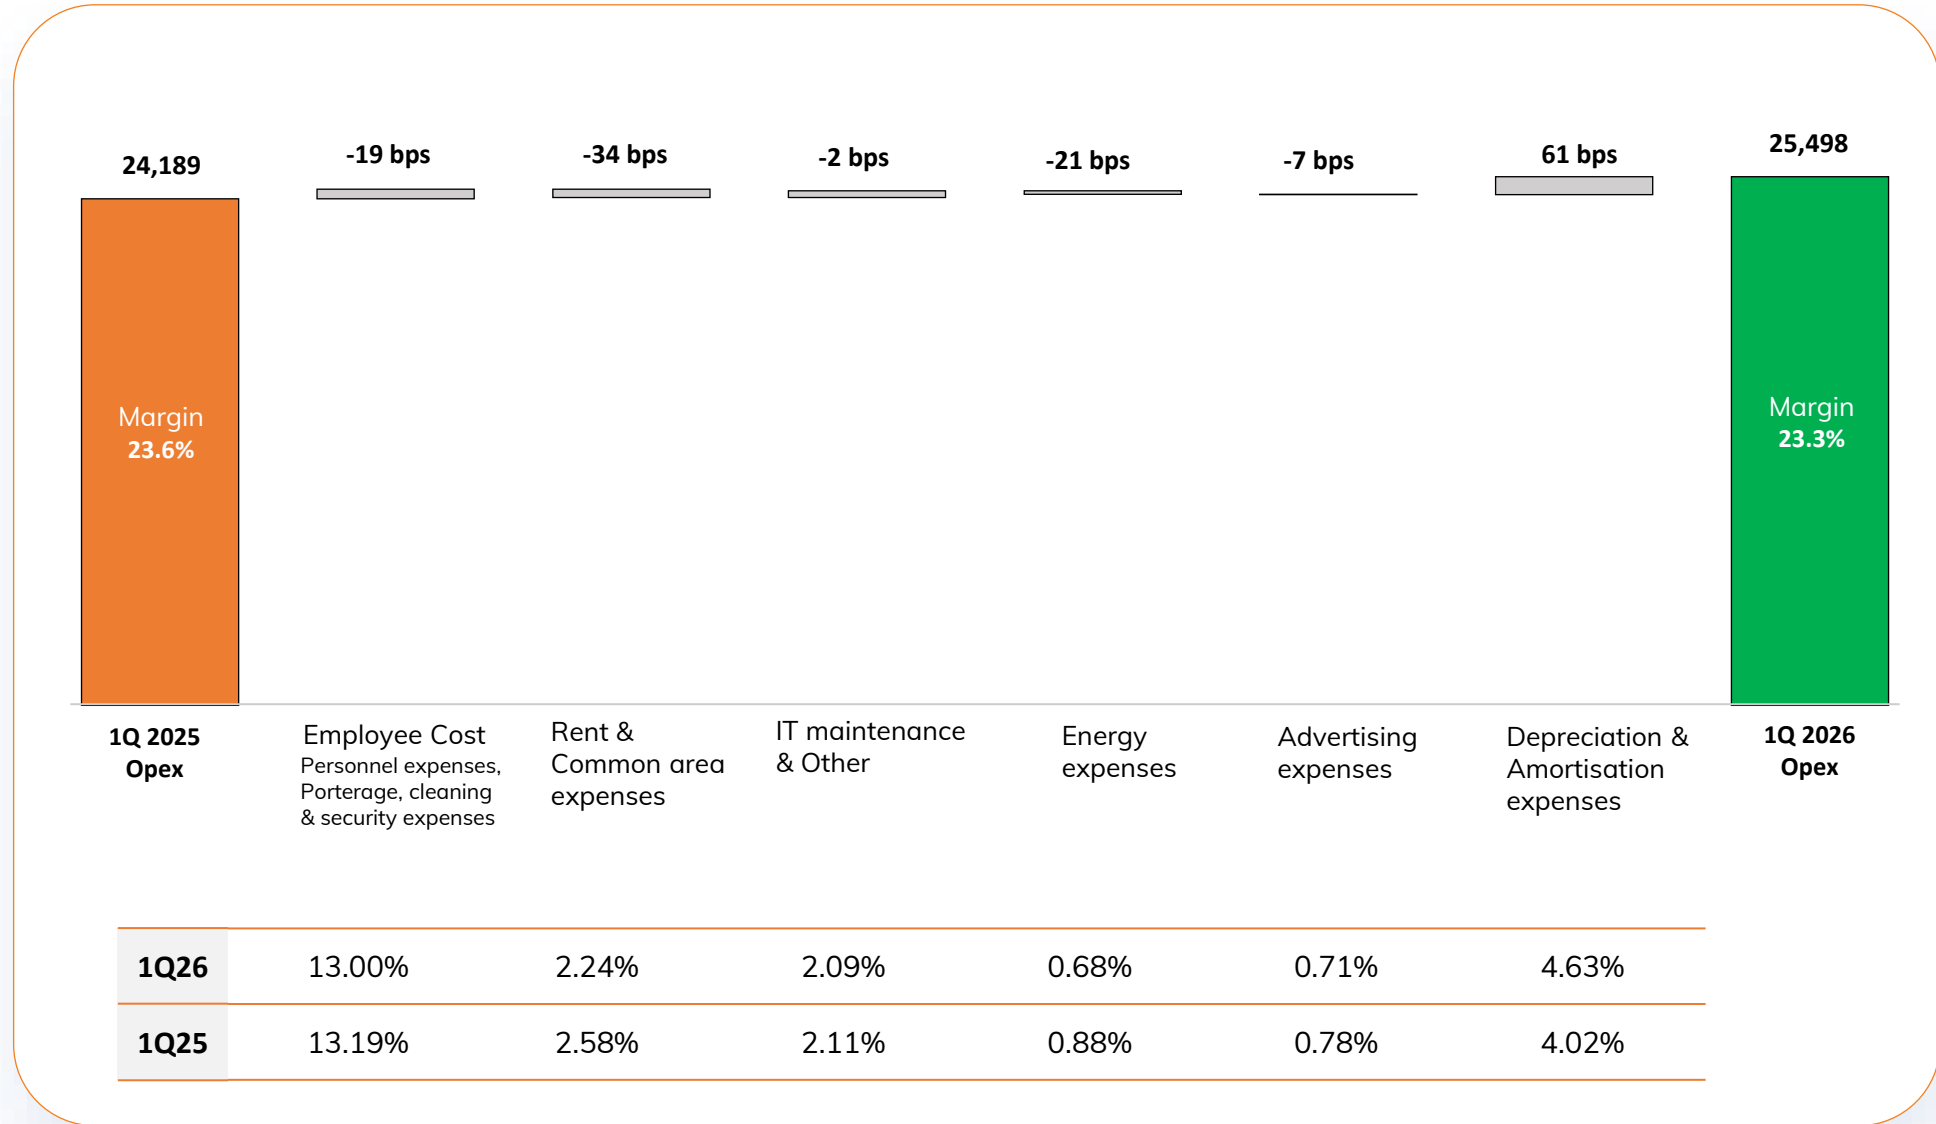 24,189
-19 bps
-34 bps
-2 bps
-21 bps
-7 bps
61 bps
25,498
Margin
23.6%
Margin
23.3%
1Q 2025
Opex
Employee Cost
Personnel expenses,
Porterage, cleaning
& security expenses
Rent &
Common area
expenses
IT maintenance
& Other
Energy
expenses
Advertising
expenses
Depreciation &
Amortisation
expenses
1Q 2026
Opex
1Q26 13.00% 2.24% 2.09% 0.68% 0.71% 4.63%
1Q25 13.19% 2.58% 2.11% 0.88% 0.78% 4.02%